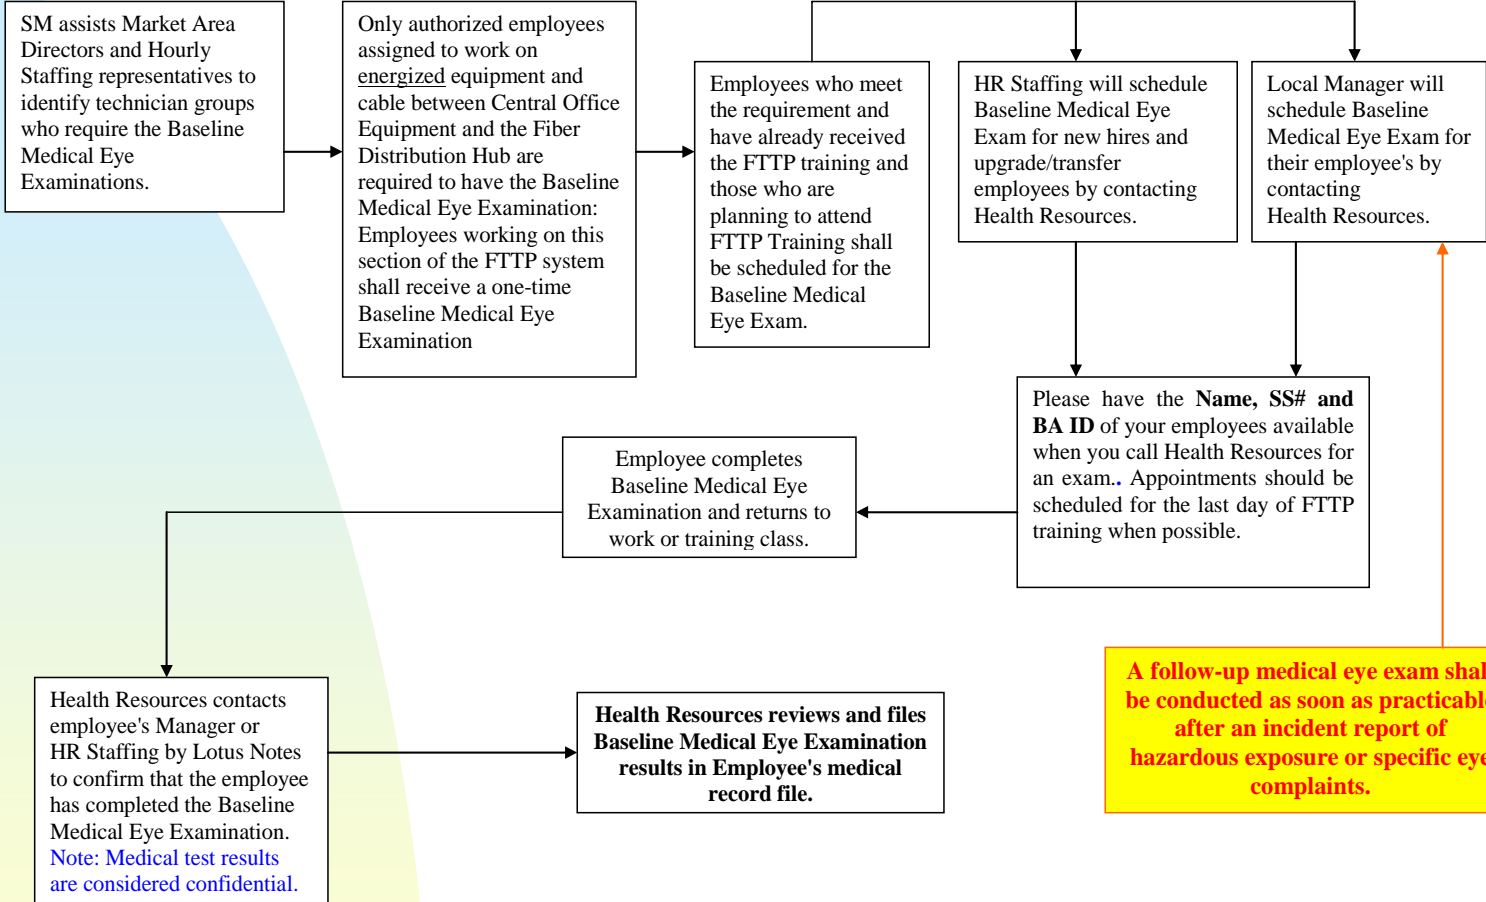 SM assists Market Area
Directors and Hourly
Staffing representatives to
identify technician groups
who require the Baseline
Medical Eye
Examinations.
Only authorized employees
assigned to work on
energized equipment and
cable between Central Office
Equipment and the Fiber
Distribution Hub are
required to have the Baseline
Medical Eye Examination:
Employees working on this
section of the FTTP system
shall receive a one-time
Baseline Medical Eye
Examination
Employees who meet
the requirement and
have already received
the FTTP training and
those who are
planning to attend
FTTP Training shall
be scheduled for the
Baseline Medical
Eye Exam.
HR Staffing will schedule
Baseline Medical Eye
Exam for new hires and
upgrade/transfer
employees by contacting
Health Resources.
Local Manager will
schedule Baseline
Medical Eye Exam for
their employee's by
contacting
Health Resources.
Please have the Name, SS# and
BA ID of your employees available
when you call Health Resources for
an exam.. Appointments should be
scheduled for the last day of FTTP
training when possible.
Employee completes
Baseline Medical Eye
Examination and returns to
work or training class.
Health Resources contacts
employee's Manager or
HR Staffing by Lotus Notes
to confirm that the employee
has completed the Baseline
Medical Eye Examination.
Note: Medical test results
are considered confidential.
Health Resources reviews and files
Baseline Medical Eye Examination
results in Employee's medical
record file.
A follow-up medical eye exam shal
be conducted as soon as practicabl
after an incident report of
hazardous exposure or specific eye
complaints.